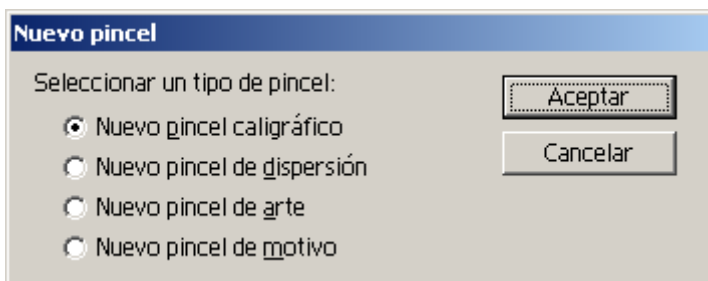 Nuevo pincel
Seleccionar un tipo de pincel:
Aceptar
Nuevo pincel caligráfico
Cancelar
Nuevo pincel de dispersión
Nuevo pincel de arte
Nuevo pincel de motivo